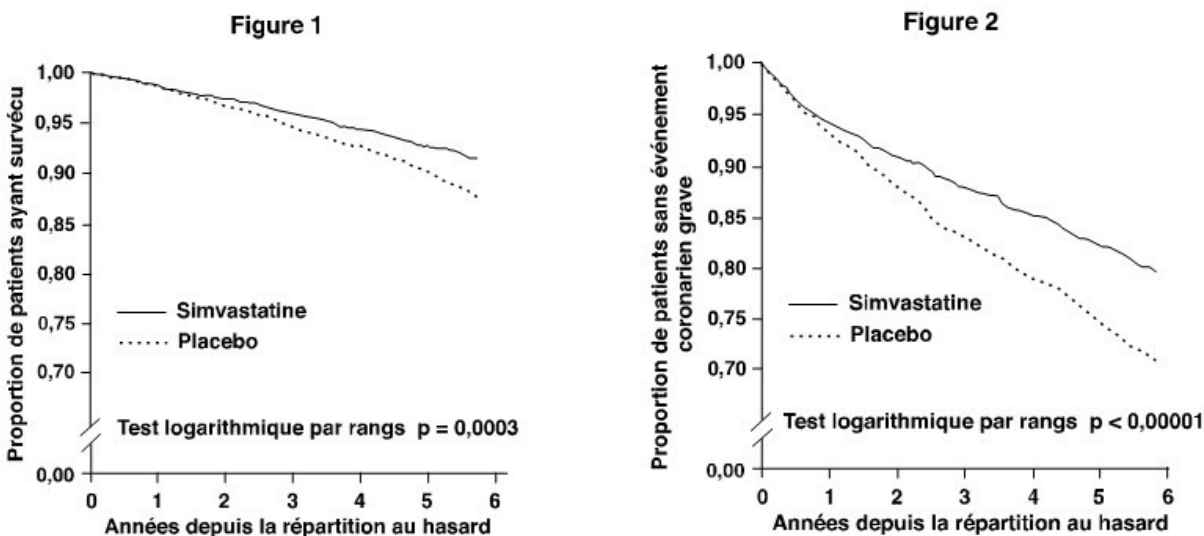 Figure 1
Proportion de patients ayant survécu
1,00
0,95
0,90
0,85
0,80
0,75
0,70
0,00
Simvastatine
Placebo
Test logarithmique par rangs p = 0,0003
0 1 2 3 4 5 6
Années depuis la répartition au hasard
Figure 2
Proportion de patients sans événement
coronarien grave
1,00
0,95
0,90
0,85
0,80
0,75
0,70
0,00
Simvastatine
Placebo
Test logarithmique par rangs p < 0,00001
0 1 2 3 4 5 6
Années depuis la répartition au hasard